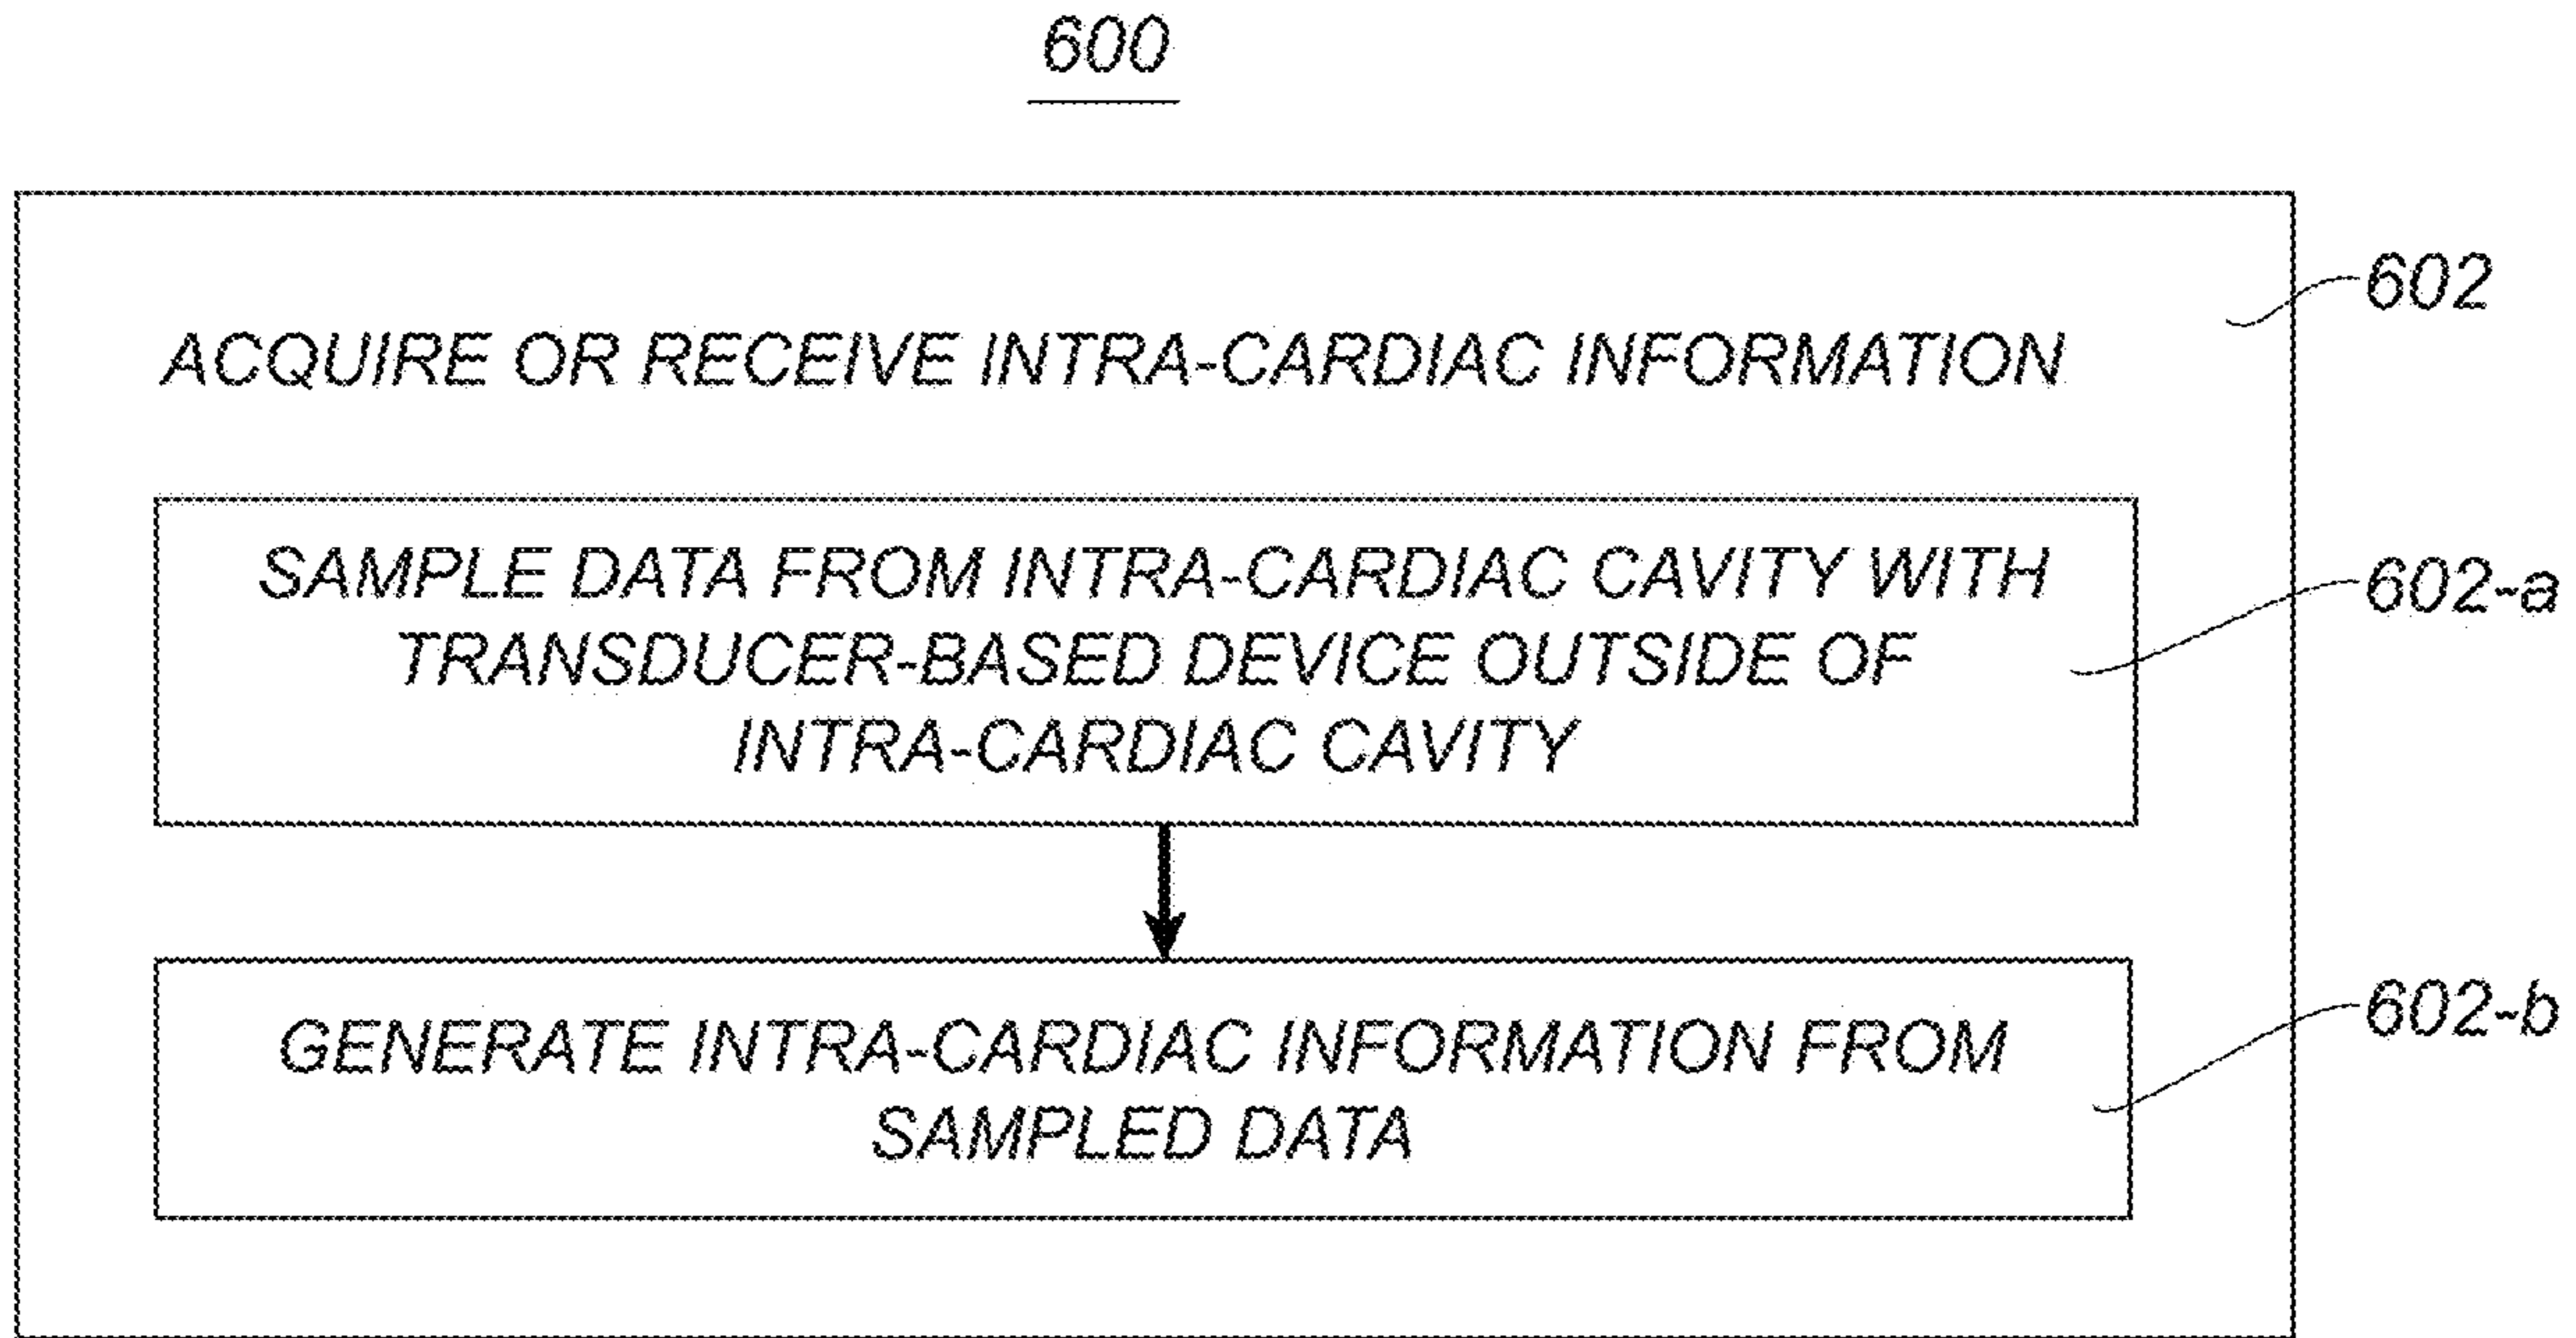 600
602
ACQUIRE OR RECEIVE INTRA-CARDIAC INFORMATION
SAMPLE DATA FROM INTRA-CARDIAC CAVITY WITH
TRANSDUCER-BASED DEVICE OUTSIDE OF
INTRA-CARDIAC CAVITY
602-a
GENERATE INTRA-CARDIAC INFORMATION FROM
SAMPLED DATA
602-b